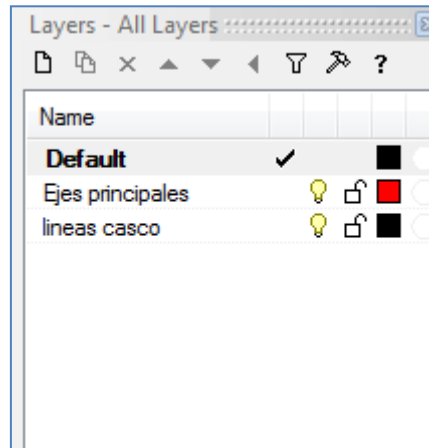 Layers - All Layers
?
Name
Default
Ejes principales
lineas casco